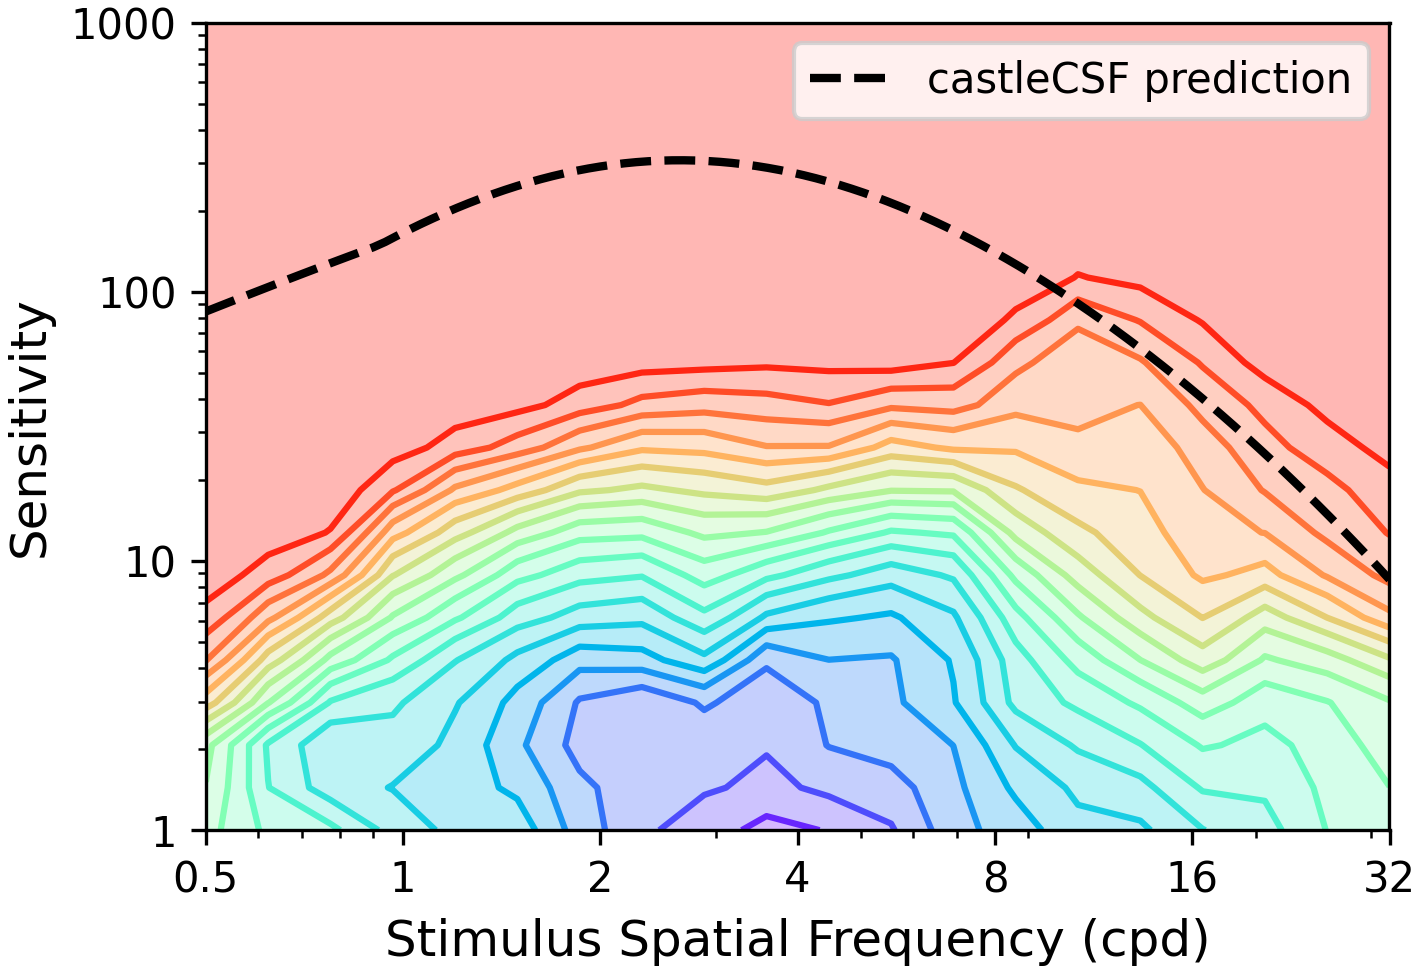 1000
castleCSF prediction
100
Sensitivity
10
1
0.5 1 2 4 8 16 32
Stimulus Spatial Frequency (cpd)